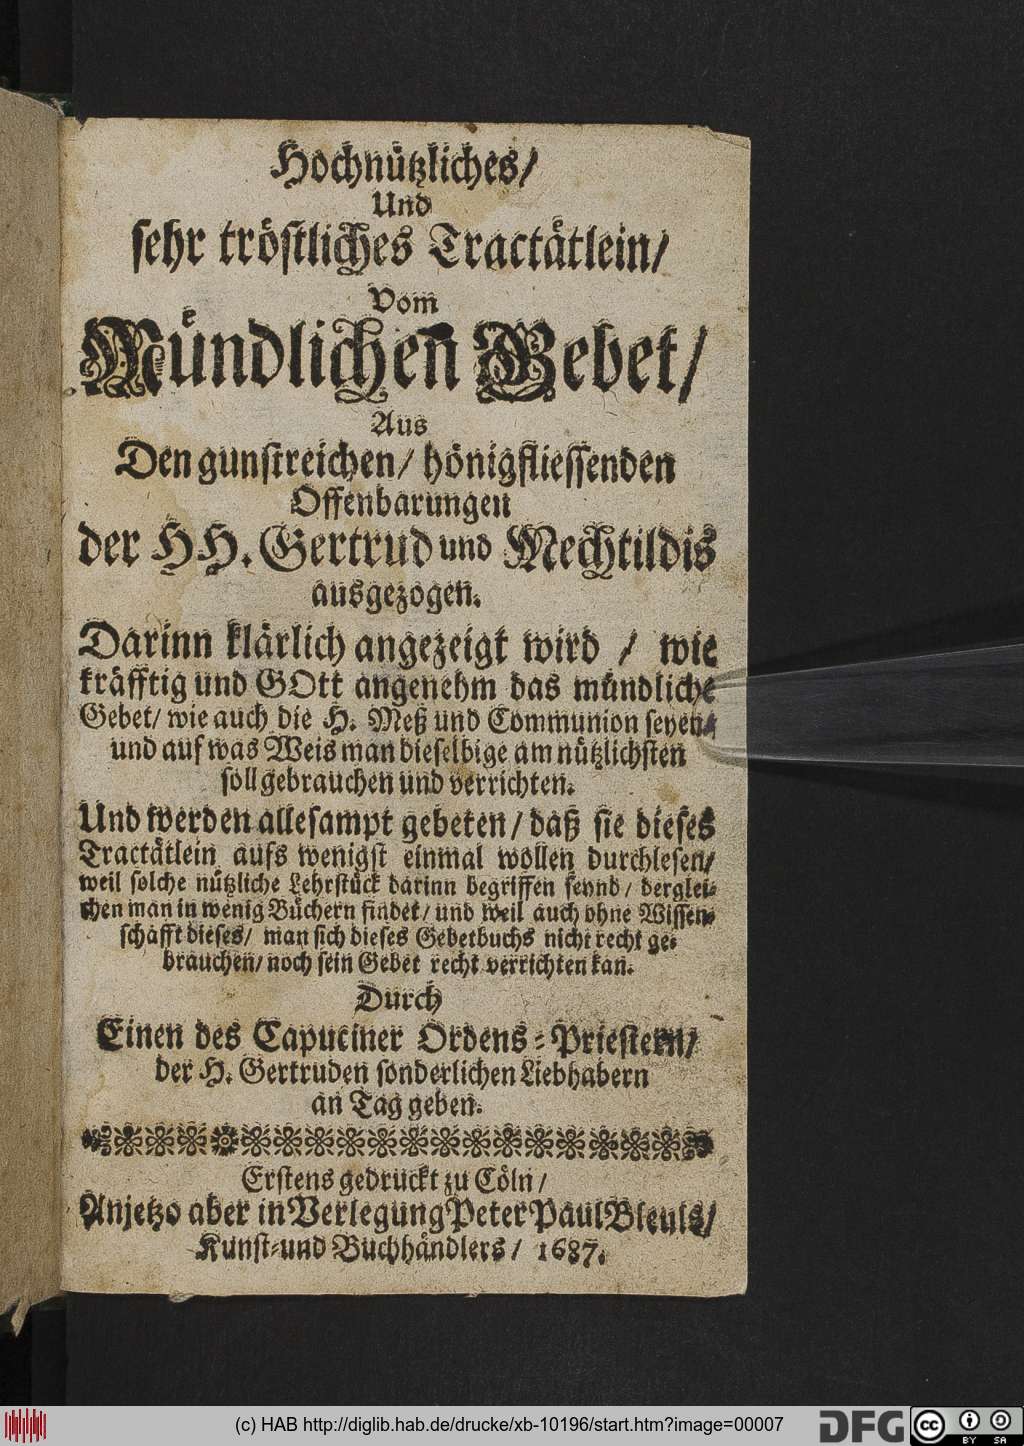 Hochnützliches/
Und
sehr tröstliches Tractätlein/
Vom
Mündlichen Gebet/
Aus
Den gunstreichen/ hönigfliessenden
Offenbarungen
der HH. Gertrud und Mechtildis
ausgezogen.
Darinn klärlich angezeigt wird / wie
kräfftig und GOtt angenehm das mündliche
Gebet/ wie auch die H. Meß und Communion seyen/
und auf was Weis man dieselbige am nützlichsten
soll gebrauchen und verrichten.
Und werden allesampt gebeten/ daß sie dieses
Tractätlein aufs wenigst einmal wollen durchlesen/
weil solche nützliche Lehrstück darinn begriffen seynd/ derglei-
chen man in wenig Büchern findet/ und weil auch ohne Wissen-
schafft dieses/ man sich dieses Gebetbuchs nicht recht ge-
brauchen/ noch sein Gebet recht verrichten kan.
Durch
Einen des Capuciner Ordens-Priestern/
der H. Gertruden sonderlichen Liebhabern
an Tag geben.
Erstens gedruckt zu Cöln/
Anjetzo aber in Verlegung Peter Paul Bleuls/
Kunst- und Buchhändlers/ 1687.
(c) HAB http://diglib.hab.de/drucke/xb-10196/start.htm?image=00007
DFG
cc
BY SA